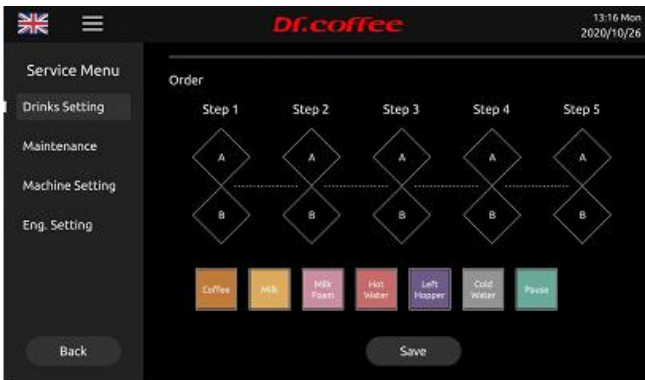 Dr.coffee
13:16 Mon
2020/10/26
Service Menu
Drinks Setting
Maintenance
Machine Setting
Eng. Setting
Back
Order
Step 1 Step 2 Step 3 Step 4 Step 5
A A A A A
B B B B B
Coffee Milk Milk Foam Hot Water Left Hopper Cold Water Pause
Save